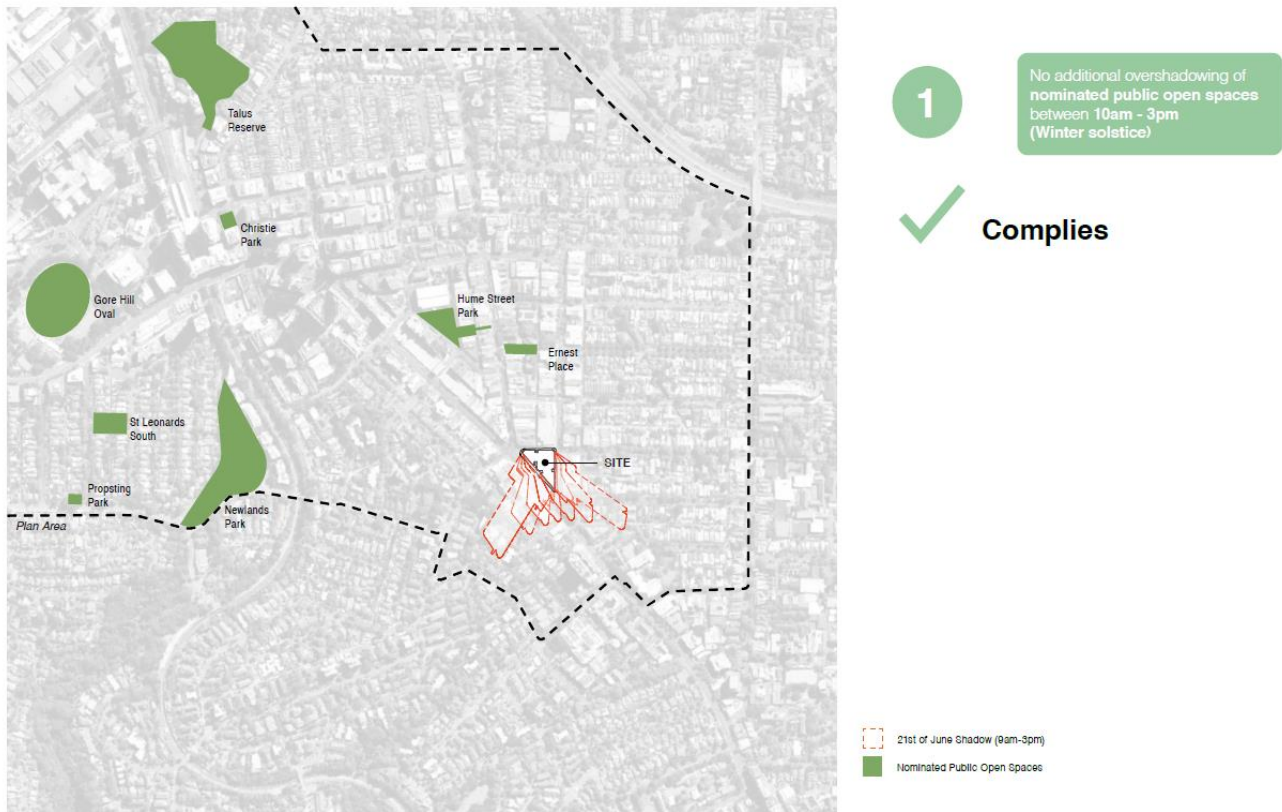 Talus
Reserve
Christie
Park
Gore Hill
Oval
Hume Street
Park
Ernest
Place
St Leonards
South
SITE
Propsting
Park
Newlands
Park
Plan Area
1
No additional overshadowing of
nominated public open spaces
between 10am - 3pm
(Winter solstice)
Complies
21st of June Shadow (9am-3pm)
Nominated Public Open Spaces